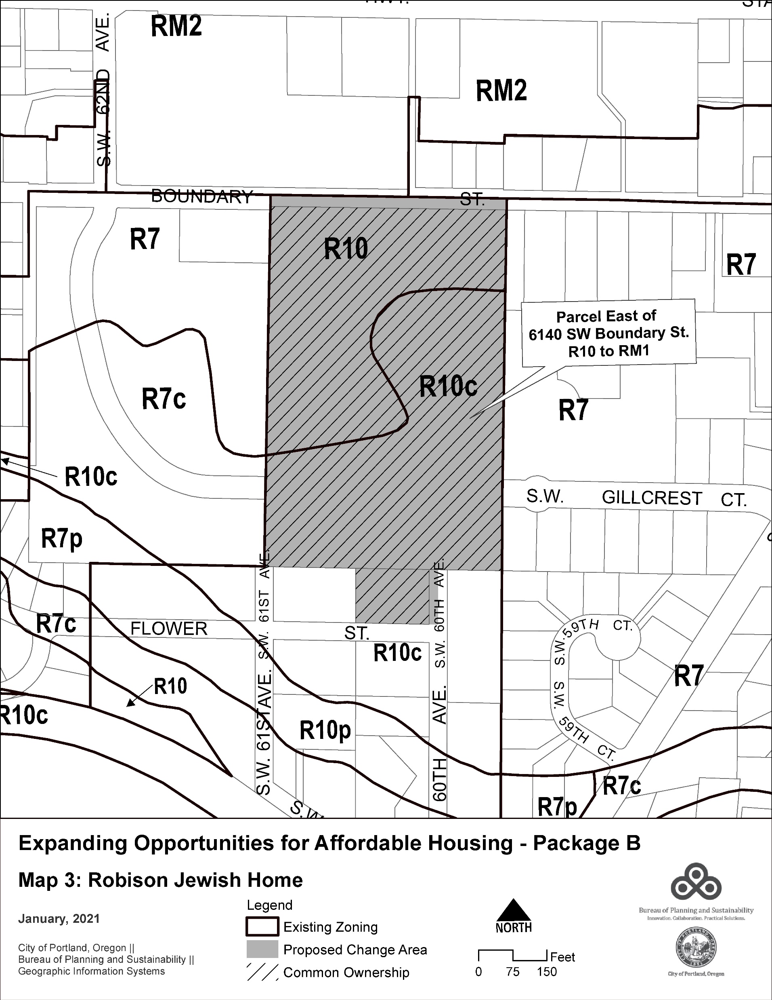 RM2
RM2
S.W. 62ND AVE.
BOUNDARY ST.
R7
R10
R7
Parcel East of
6140 SW Boundary St.
R10 to RM1
R10c
R7c
R7
R10c
S.W. GILLCREST CT.
R7p
S.W. 61ST AVE.
S.W. 60TH AVE.
R7c
FLOWER ST.
S.W. 59TH CT.
R10c
R7
R10
R10c
S.W. 61ST AVE.
60TH AVE.
S.W. 59TH CT.
R10p
R7c
R7p
S.W.
Expanding Opportunities for Affordable Housing - Package B
Map 3: Robison Jewish Home
January, 2021
City of Portland, Oregon ||
Bureau of Planning and Sustainability ||
Geographic Information Systems
Legend
Existing Zoning
Proposed Change Area
Common Ownership
NORTH
Feet
0 75 150
Bureau of Planning and Sustainability
Innovation. Collaboration. Practical Solutions.
CITY OF PORTLAND, OREGON
1851
City of Portland, Oregon